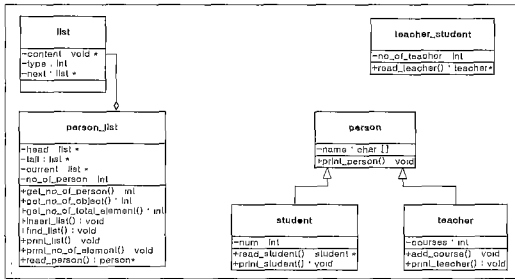 list
-content void *
-type : int
-next * list *
teacher_student
-no_of_teacher int
+read_teacher() * teacher*
person_list
-head list *
-tail : list *
-current list *
-no_of_person int
+get_no_of_person() int
+get_no_of_object() * int
+get_no_of_total_element() * int
+insert_list() : void
+find_list() : void
+print_list() void
+print_no_of_element() void
+read_person() : person*
person
-name * char []
+print_person() void
student
-num int
+read_student() student *
+print_student() * void
teacher
-courses * int
+add_course() void
+print_teacher() : void